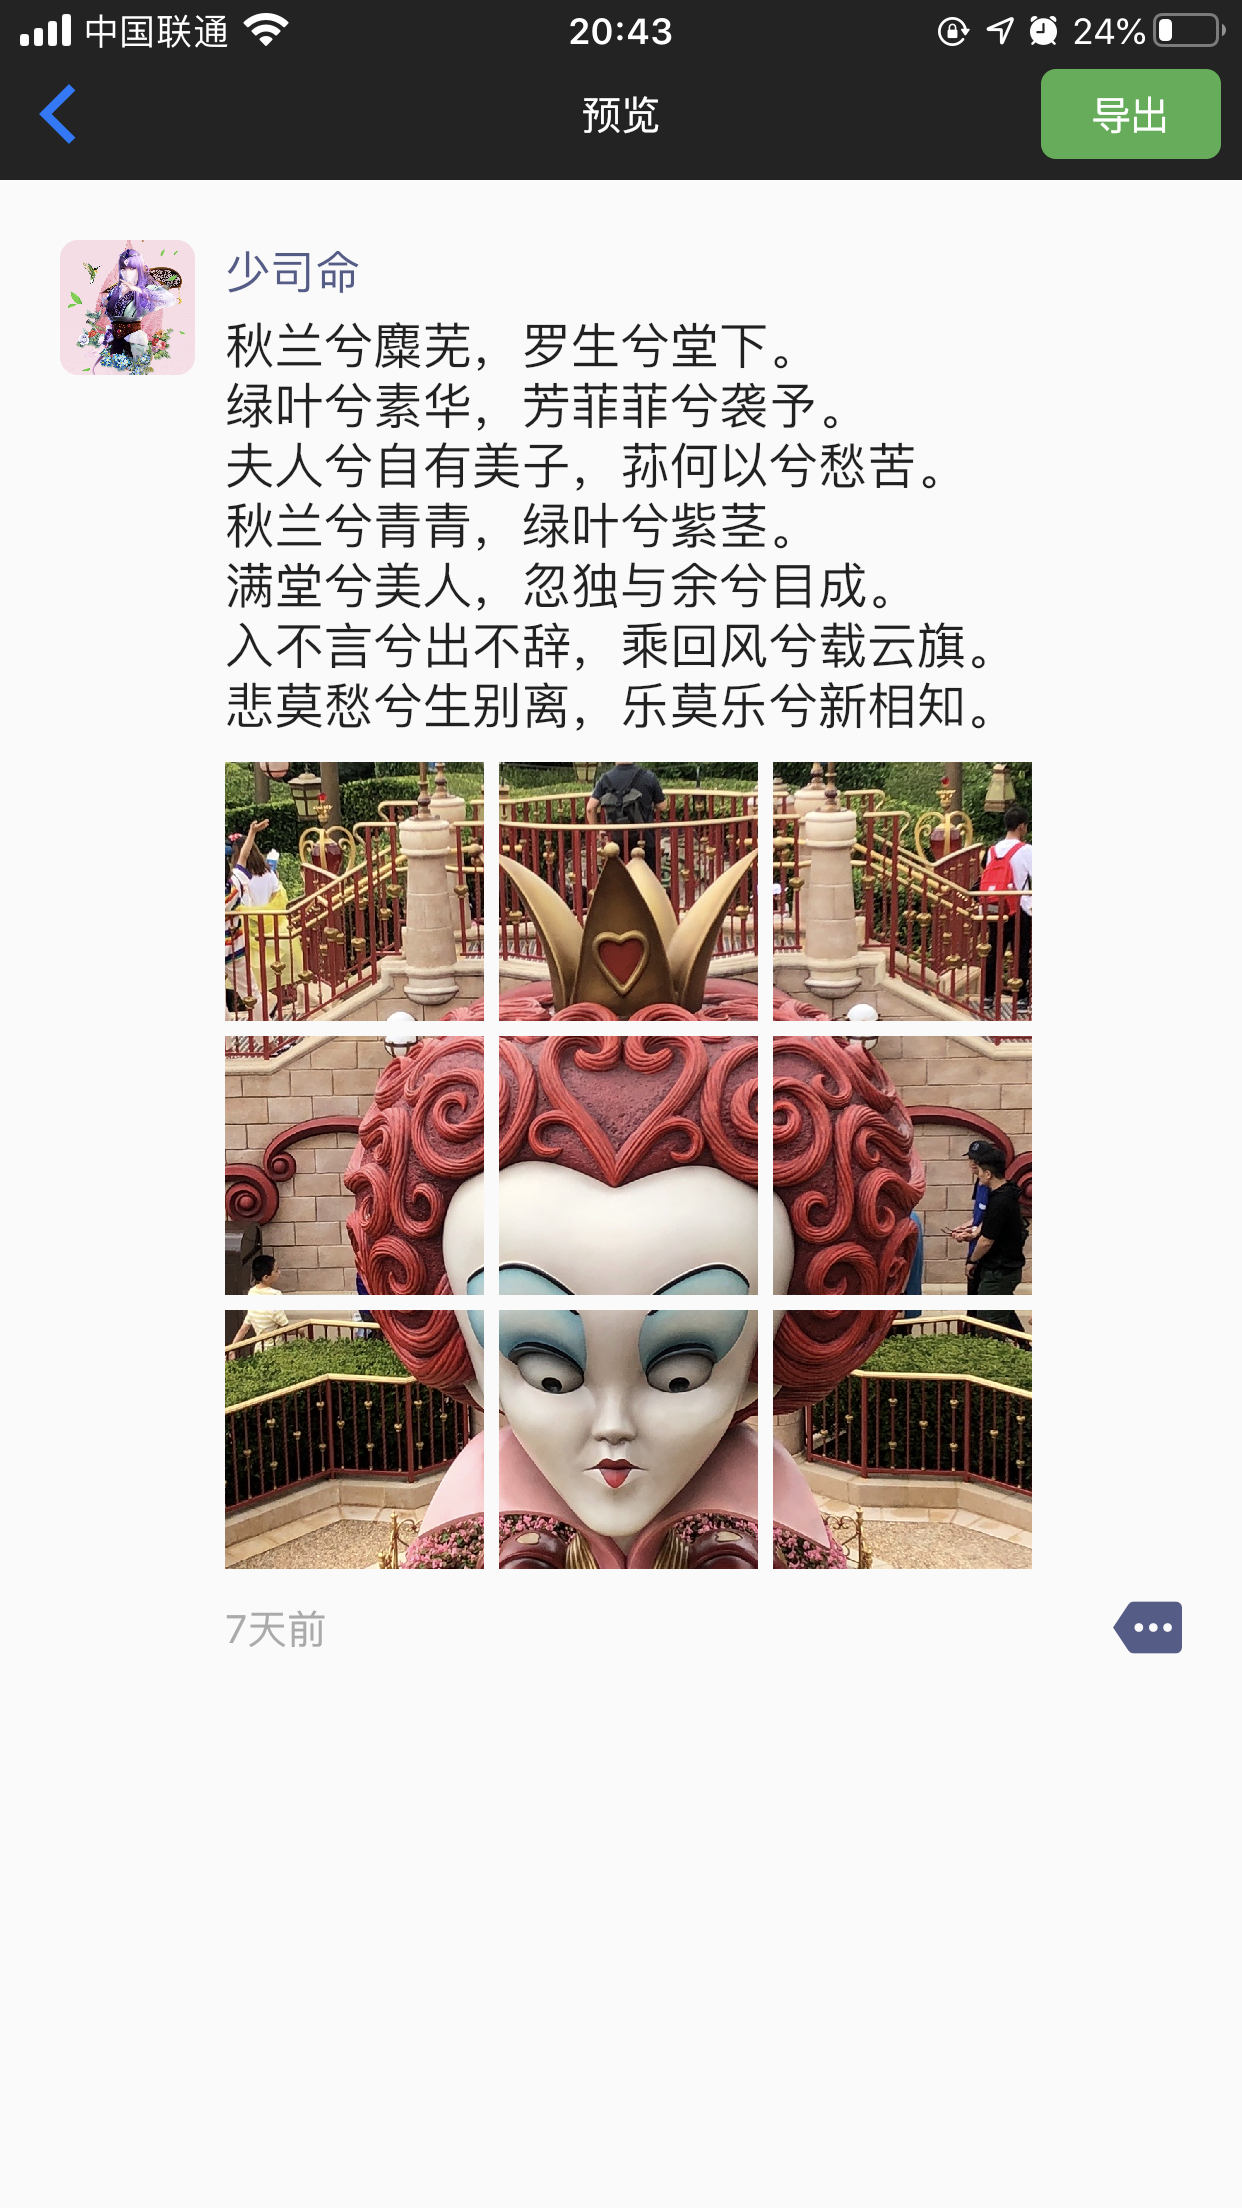 中国联通 20:43 24%
预览 导出
少司命
秋兰兮麋芜，罗生兮堂下。
绿叶兮素华，芳菲菲兮袭予。
夫人兮自有美子，荪何以兮愁苦。
秋兰兮青青，绿叶兮紫茎。
满堂兮美人，忽独与余兮目成。
入不言兮出不辞，乘回风兮载云旗。
悲莫愁兮生别离，乐莫乐兮新相知。
7天前